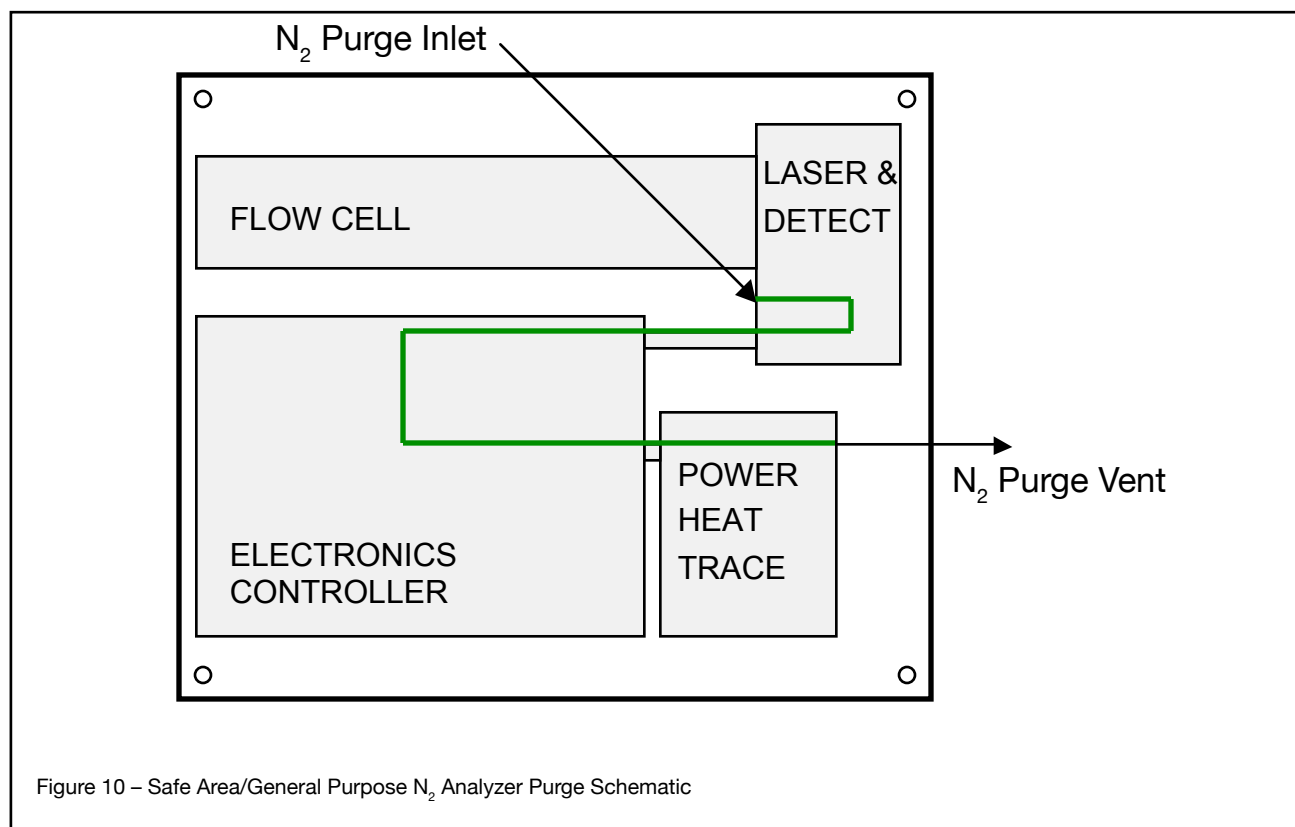 N₂ Purge Inlet
LASER &
DETECT
FLOW CELL
N₂ Purge Vent
POWER
HEAT
TRACE
ELECTRONICS
CONTROLLER
Figure 10 – Safe Area/General Purpose N₂ Analyzer Purge Schematic